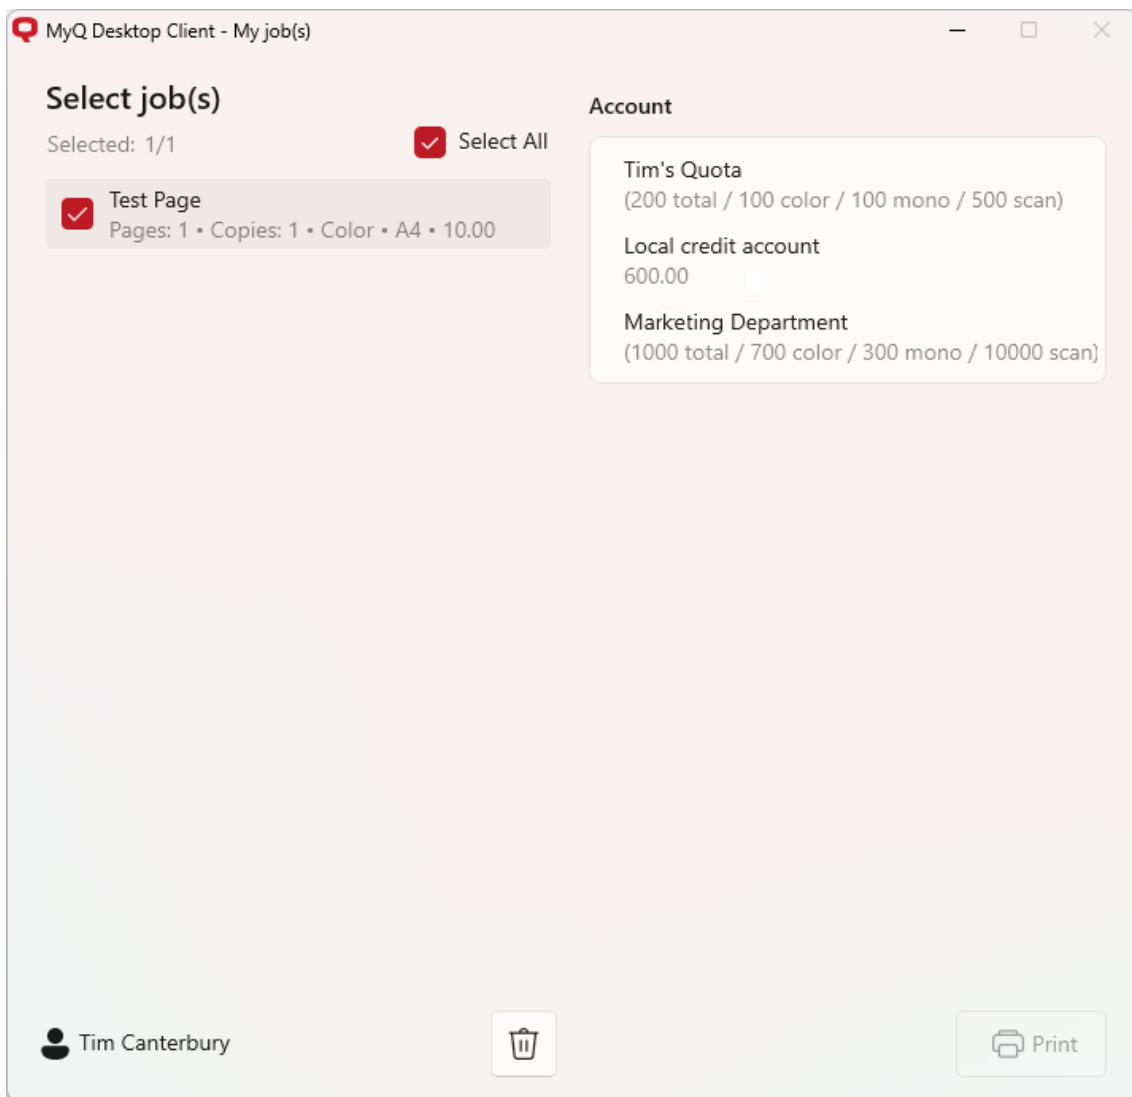 MyQ Desktop Client - My job(s)
Select job(s)
Selected: 1/1
Select All
Test Page
Pages: 1 • Copies: 1 • Color • A4 • 10.00
Account
Tim's Quota
(200 total / 100 color / 100 mono / 500 scan)
Local credit account
600.00
Marketing Department
(1000 total / 700 color / 300 mono / 10000 scan)
Tim Canterbury
Print